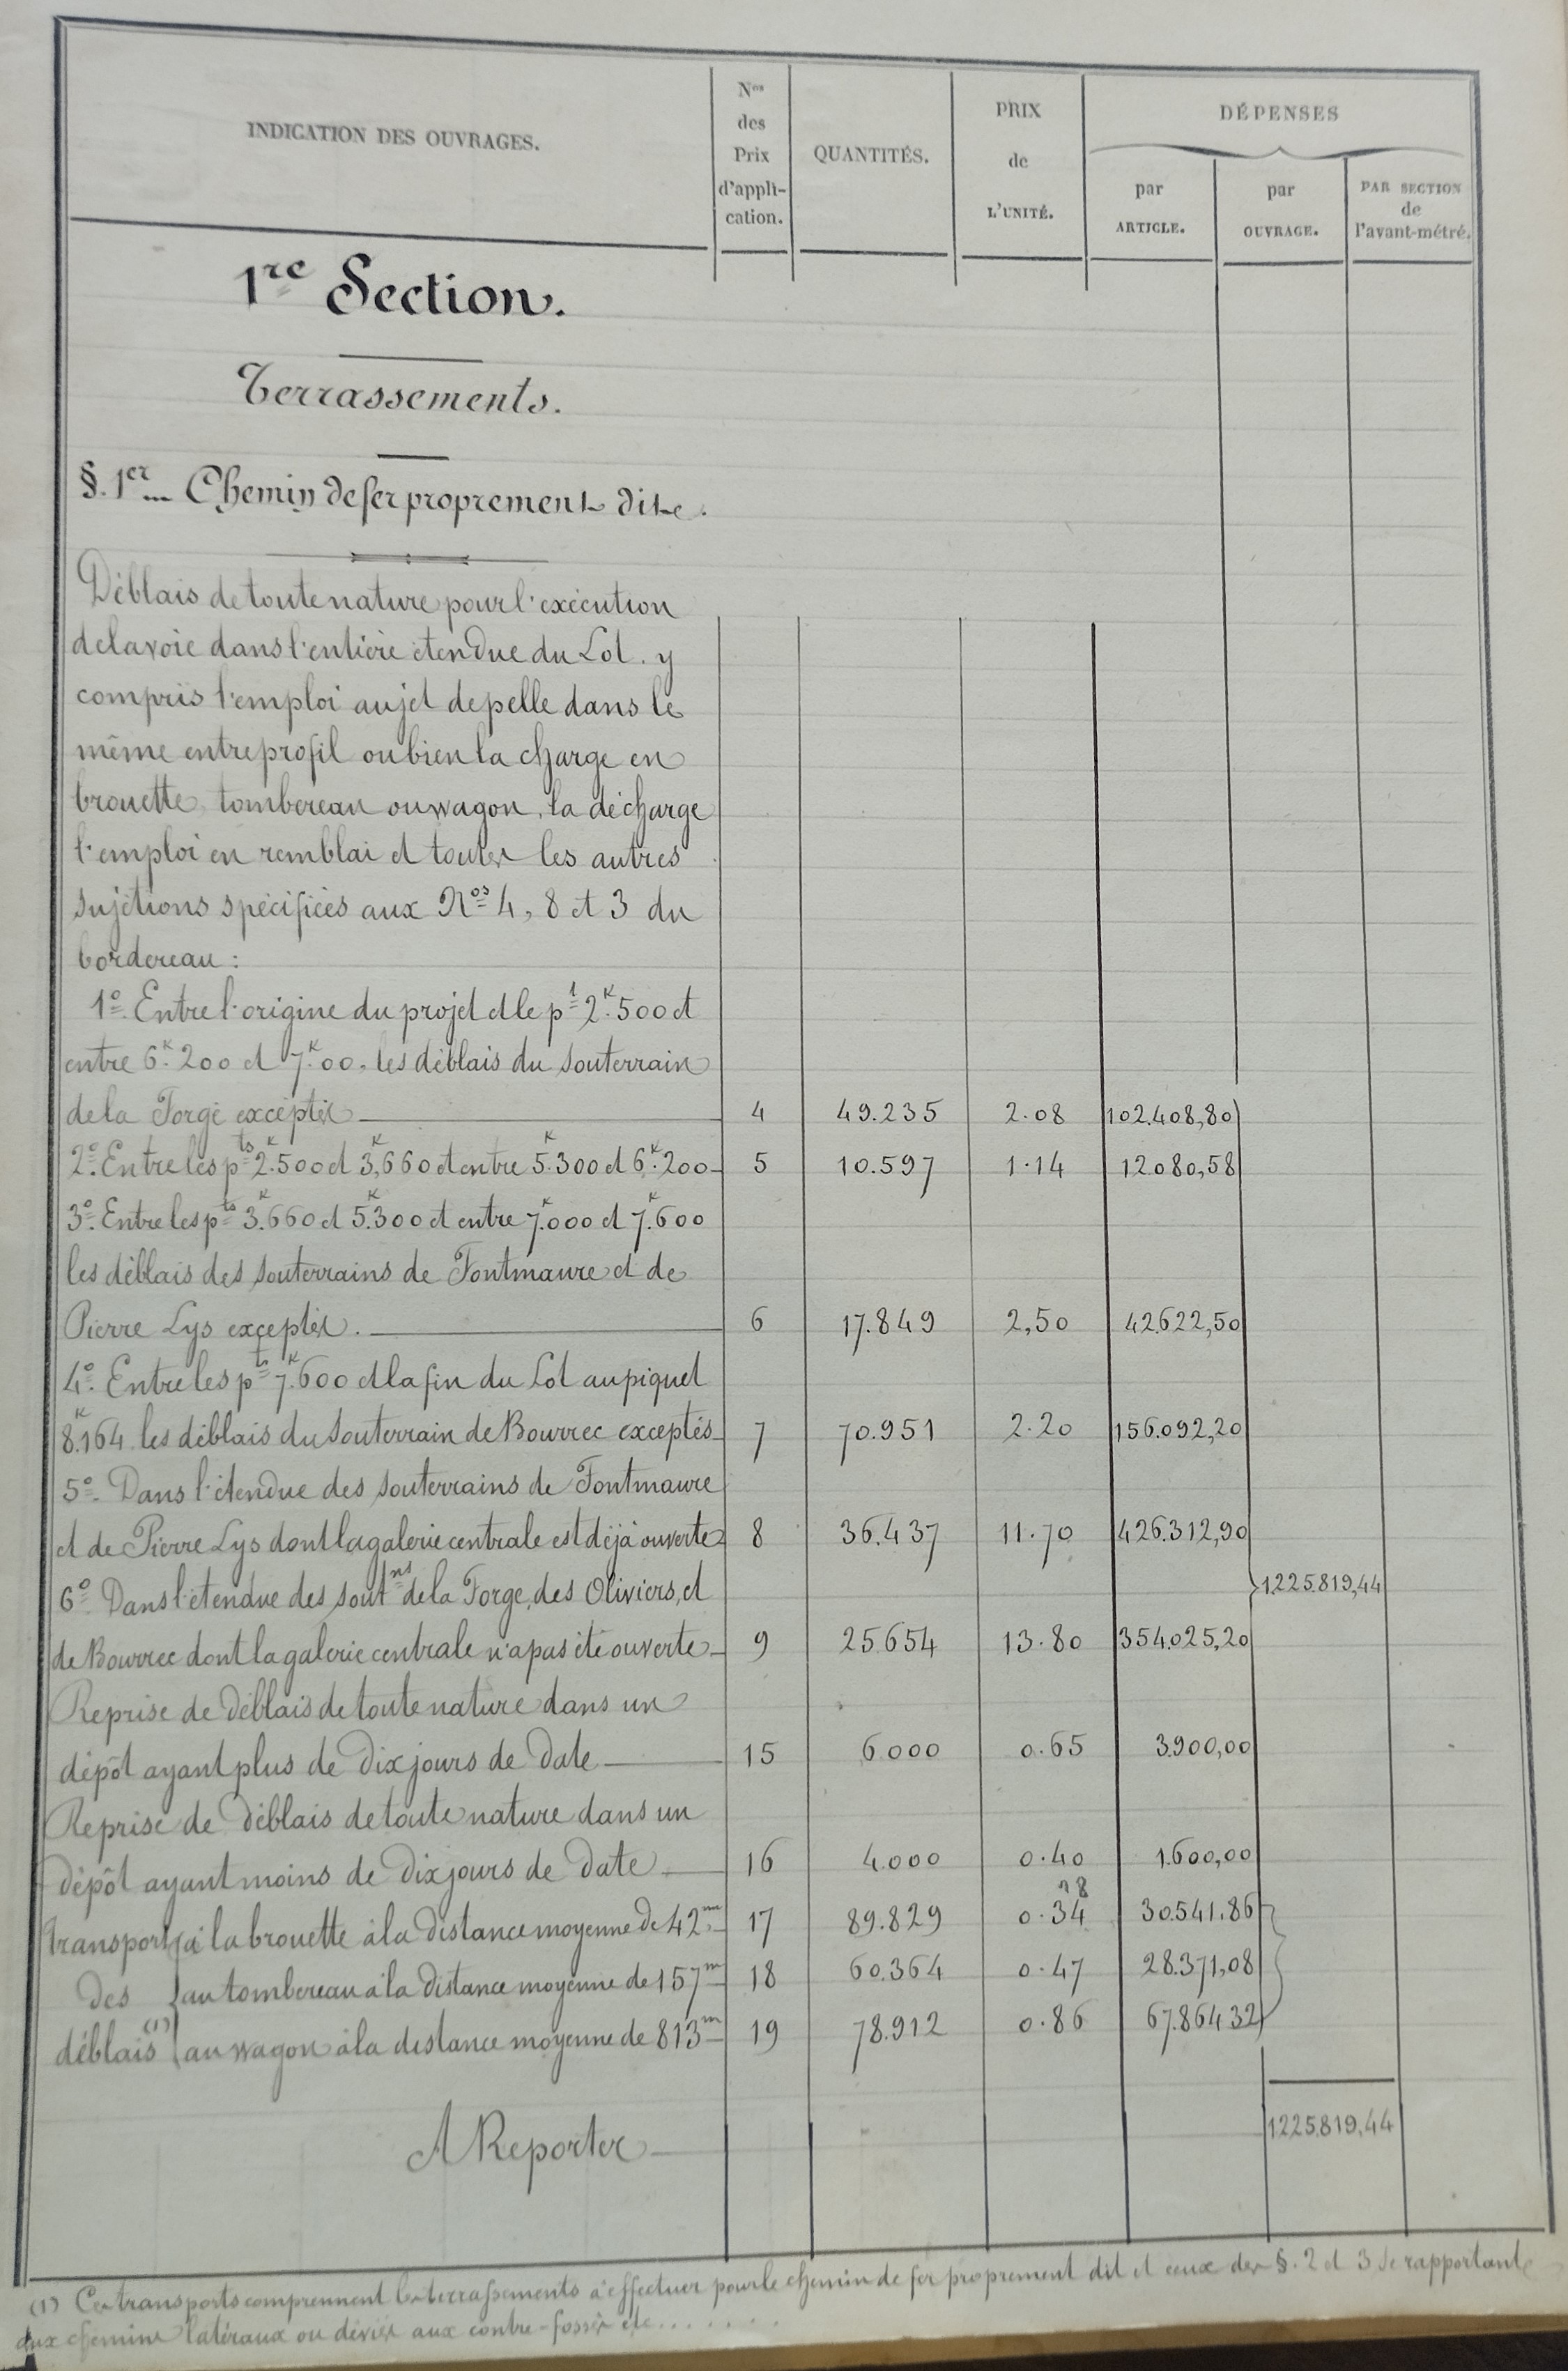 INDICATION DES OUVRAGES.
Nos des Prix d'appli-cation.
QUANTITÉS.
PRIX de L'UNITÉ.
DÉPENSES
par ARTICLE.
par OUVRAGE.
PAR SECTION de l'avant-métré.
1re Section.
Terrassements.
§. 1er Chemin de fer proprement dit.
Déblais de toute nature pour l'exécution
de la voie dans l'entière étendue du Lot. y
compris l'emploi au jet de pelle dans le
même entreprofil ou bien la charge en
brouette, tombereau ou wagon, la décharge
l'emploi en remblai et toutes les autres
sujétions spécifiées aux Nos 4, 8 et 3 du
bordereau :
1º. Entre l'origine du projet et le pt 2k.500 et
entre 6k.200 et 7k.00, les déblais du souterrain
de la Forge exceptés 4 49.235 2.08 102.408,80
2º. Entre les pts 2k.500 et 3k,660 et entre 5k.300 et 6k.200 5 10.597 1.14 12080,58
3º. Entre les pts 3k.660 et 5k.300 et entre 7k.000 et 7k.600
les déblais des souterrains de Fontmaure et de
Pierre Lys exceptés. 6 17.849 2,50 42.622,50
4º. Entre les pts 7k.600 et la fin du Lot au piquet
8k.164 les déblais du souterrain de Bourrec exceptés 7 70.951 2.20 156.092,20
5º. Dans l'étendue des souterrains de Fontmaure
et de Pierre Lys dont la galerie centrale est déjà ouverte 8 36.437 11.70 426.312,90
6º. Dans l'étendue des soutns de la Forge, des Oliviers, et 1.225.819,44
de Bourrec dont la galerie centrale n'a pas été ouverte 9 25.654 13.80 354.025,20
Reprise de déblais de toute nature dans un
dépôt ayant plus de dix jours de date 15 6.000 0.65 3.900,00
Reprise de déblais de toute nature dans un
dépôt ayant moins de dix jours de date 16 4.000 0.40 1.600,00
Transport à la brouette à la distance moyenne de 42m 17 89.829 0.34 30.541.86
des au tombereau à la distance moyenne de 157m 18 60.364 0.47 28.371,08
déblais (1) au wagon à la distance moyenne de 813m 19 78.912 0.86 67.864 32
A Reporter 1225.819,44
(1) Ces transports comprennent les terrassements à effectuer pour le chemin de fer proprement dit et ceux des §. 2 et 3 se rapportant
aux chemins latéraux ou déviés aux contre-fossés etc.......